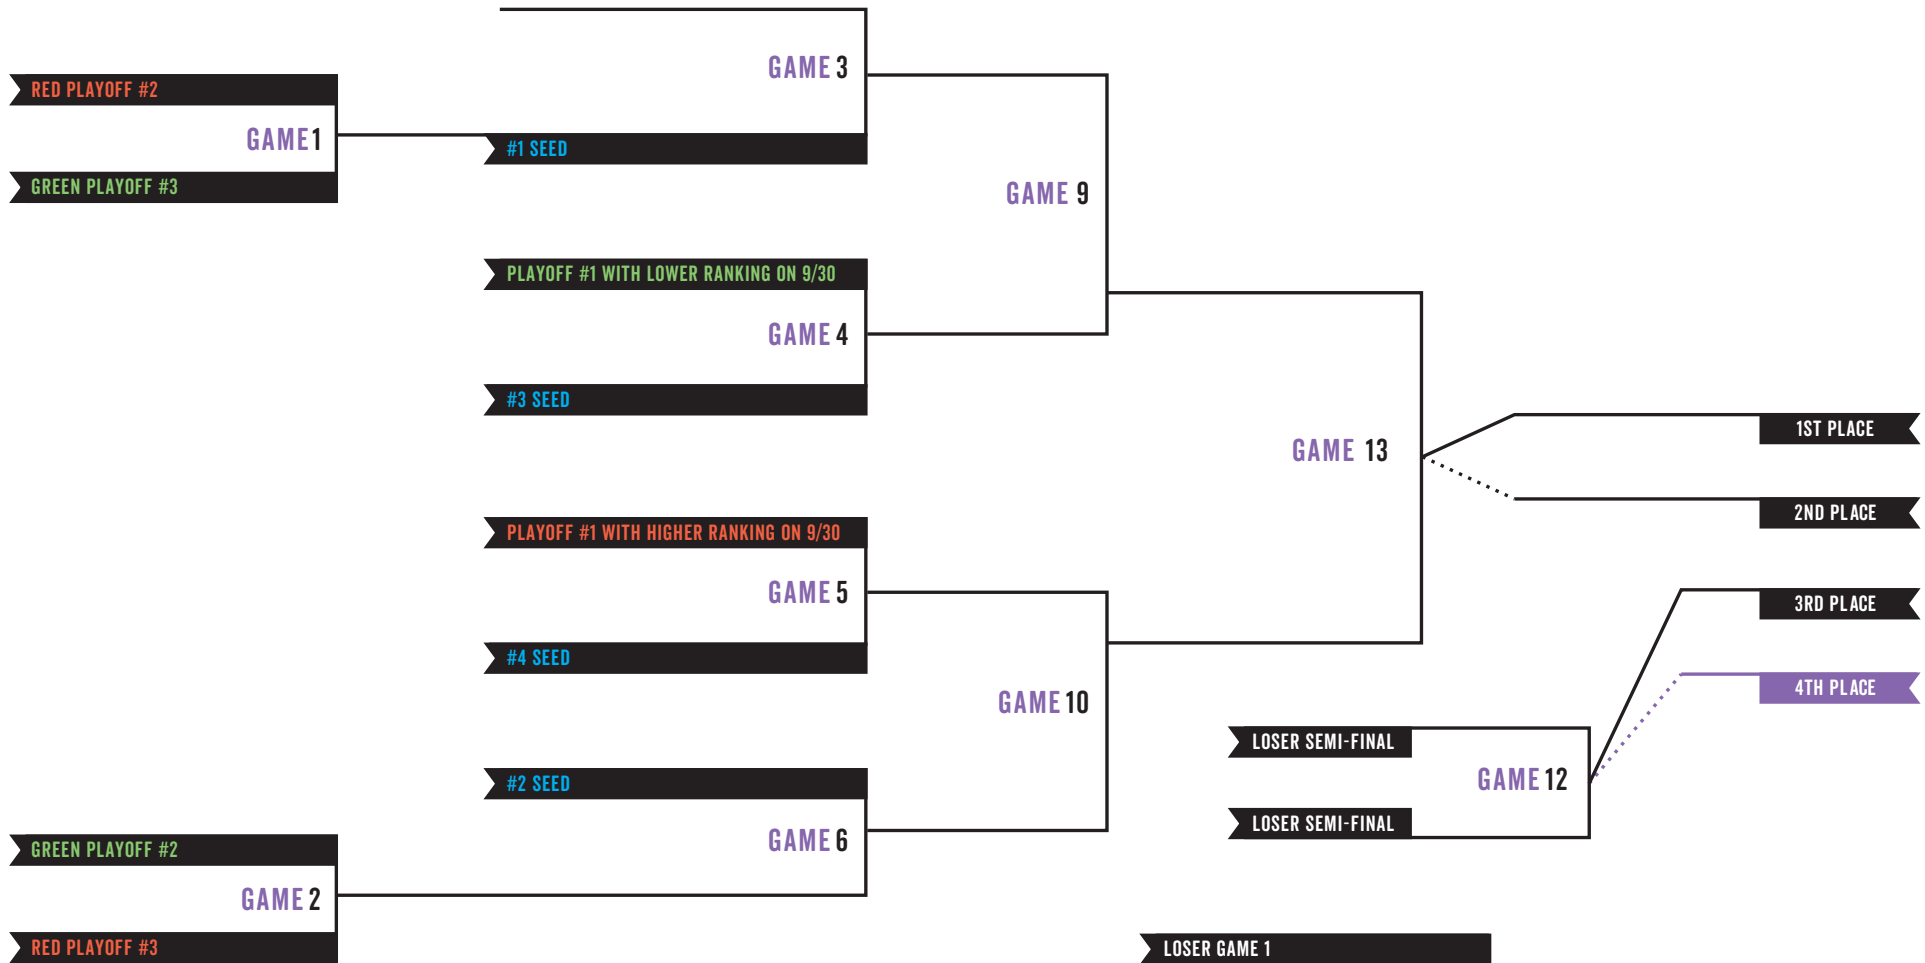 GAME 3
RED PLAYOFF #2
GAME 1
#1 SEED
GREEN PLAYOFF #3
GAME 9
PLAYOFF #1 WITH LOWER RANKING ON 9/30
GAME 4
#3 SEED
1ST PLACE
GAME 13
2ND PLACE
PLAYOFF #1 WITH HIGHER RANKING ON 9/30
GAME 5
3RD PLACE
#4 SEED
4TH PLACE
GAME 10
LOSER SEMI-FINAL
GAME 12
#2 SEED
LOSER SEMI-FINAL
GAME 6
GREEN PLAYOFF #2
GAME 2
RED PLAYOFF #3
LOSER GAME 1